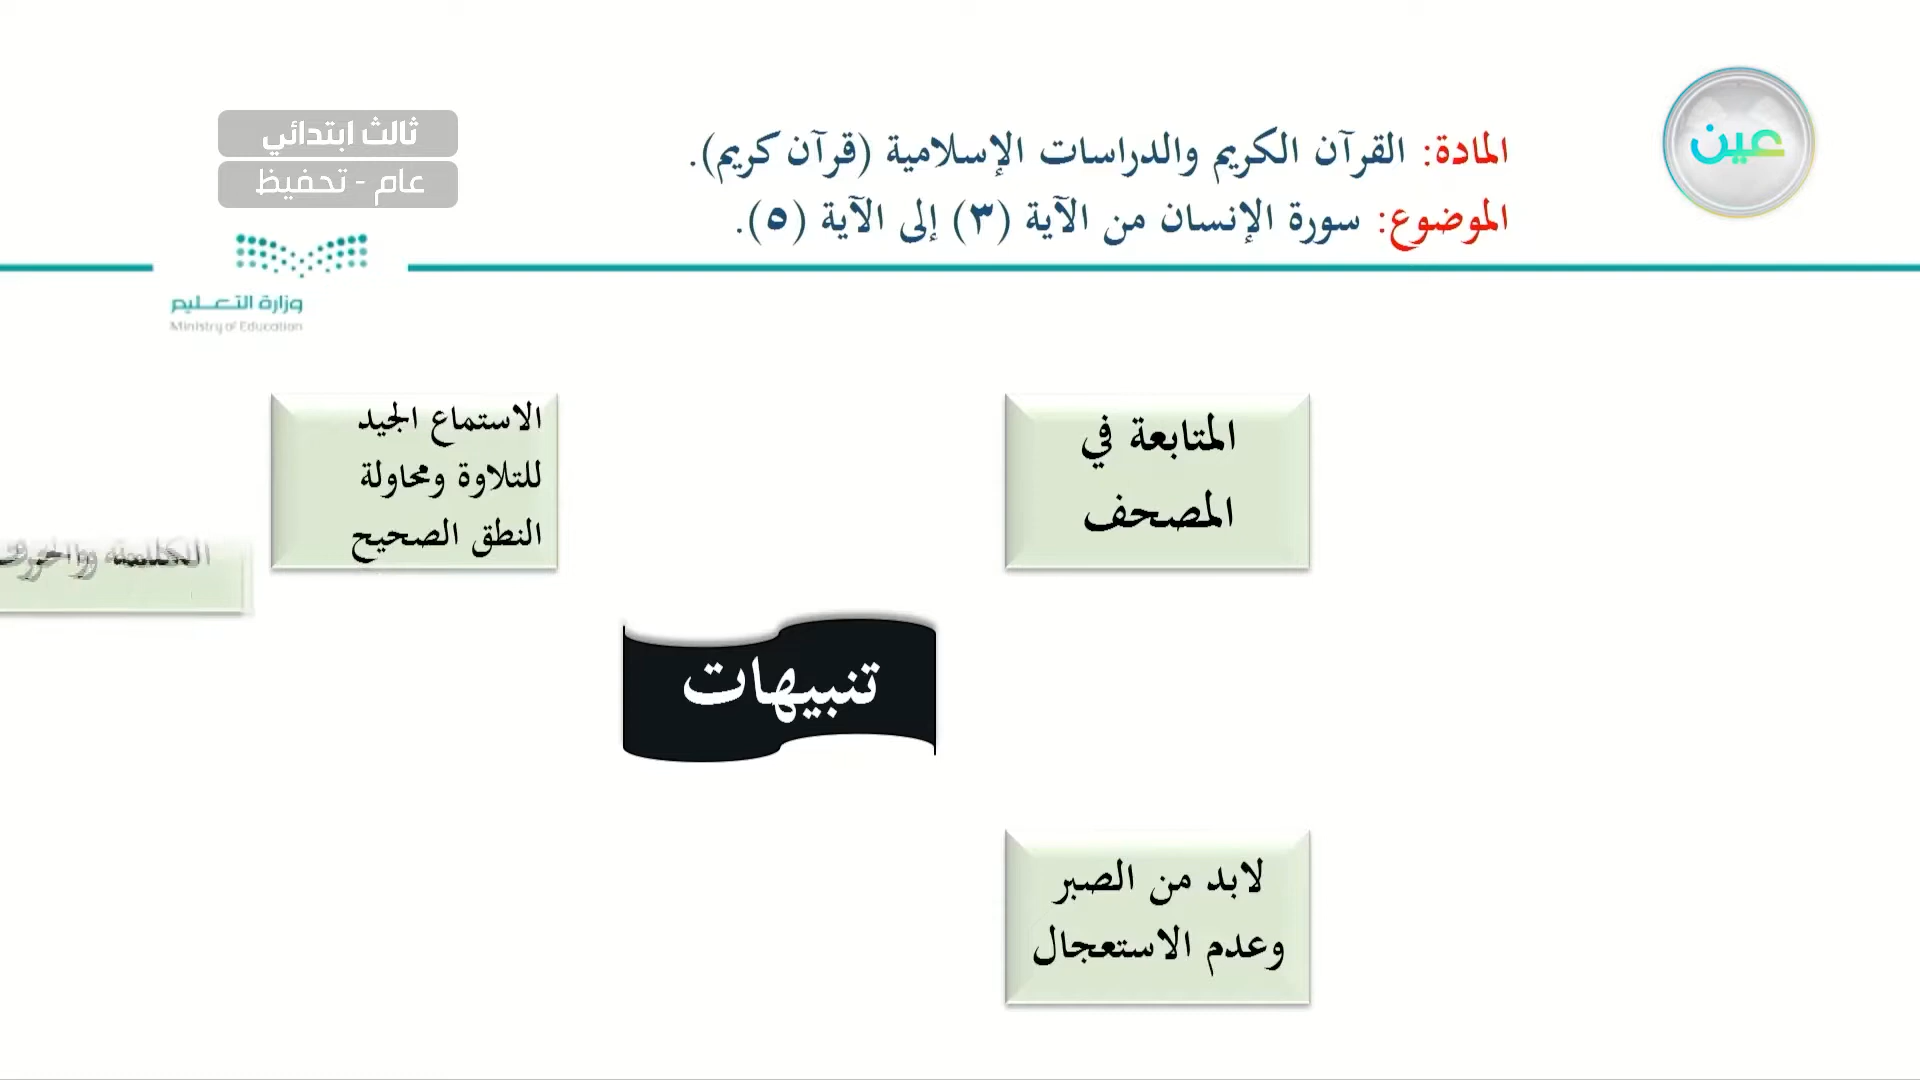 عين
المادة: القرآن الكريم والدراسات الإسلامية (قرآن كريم).
الموضوع: سورة الإنسان من الآية (٣) إلى الآية (٥).
ثالث ابتدائي
عام - تحفيظ
وزارة التعليم
Ministry of Education
المتابعة في
المصحف
الاستماع الجيد
للتلاوة ومحاولة
النطق الصحيح
الكلمة
تنبيهات
لابد من الصبر
وعدم الاستعجال